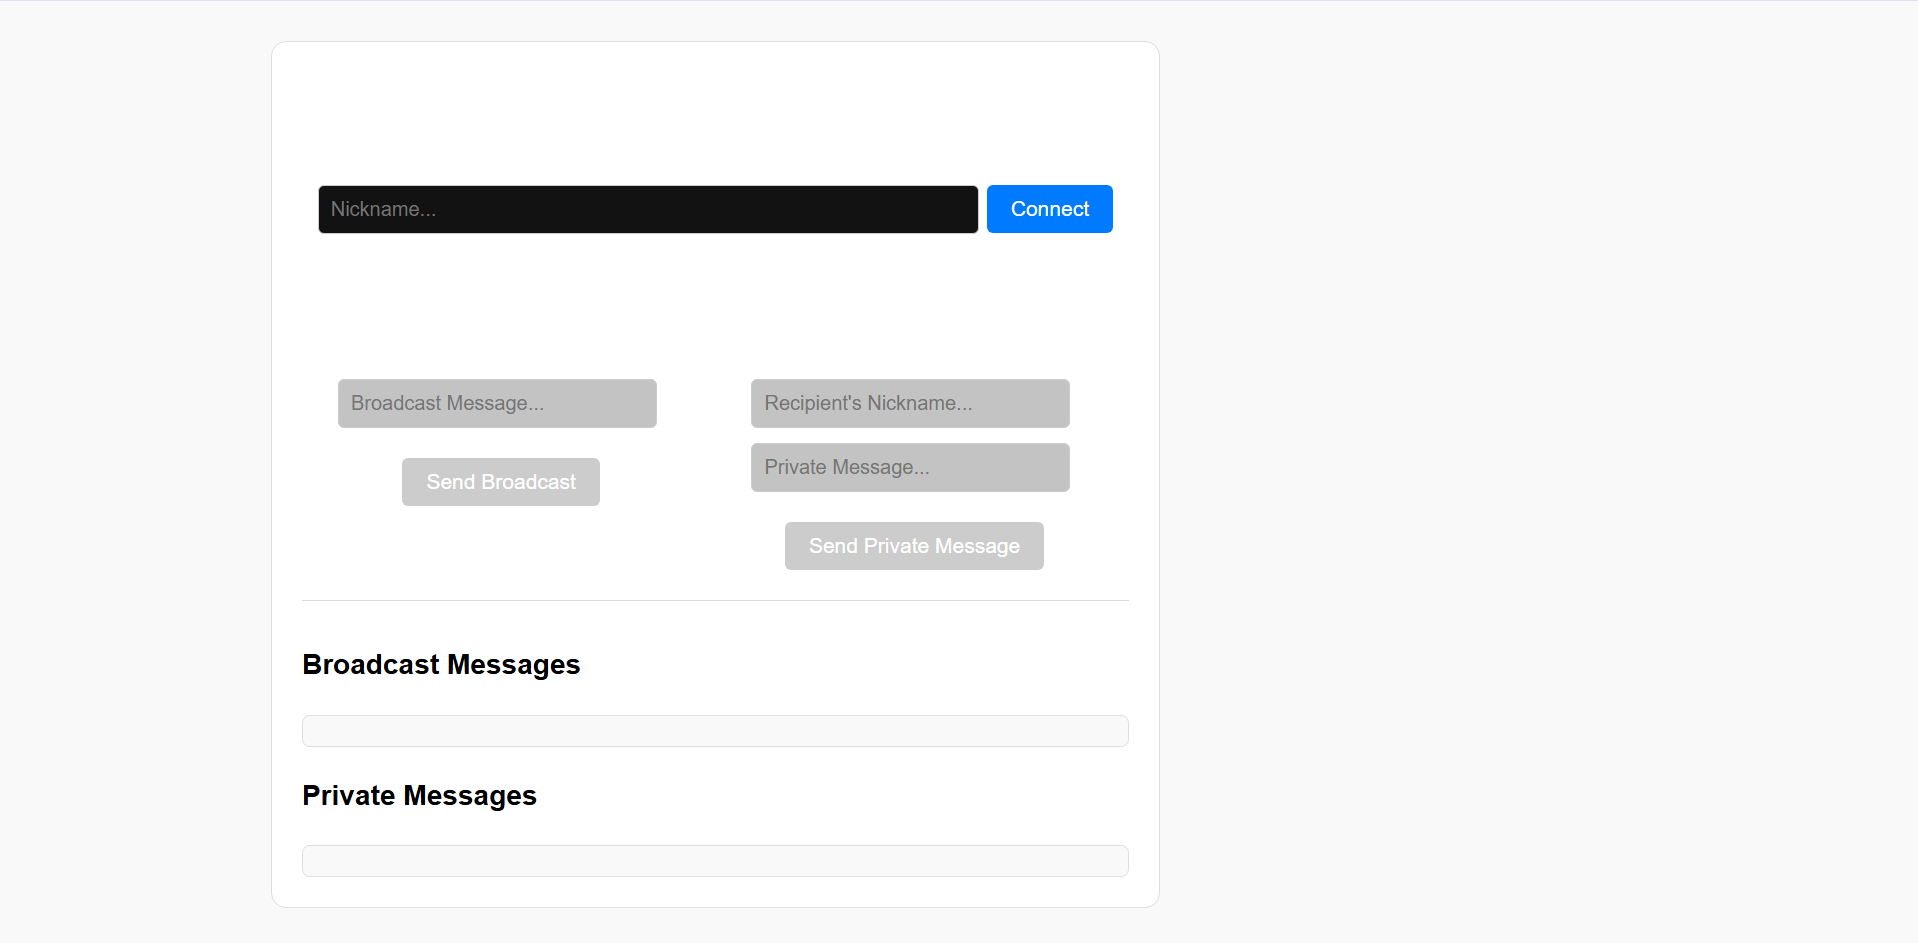 Nickname...
Connect
Broadcast Message...
Send Broadcast
Recipient's Nickname...
Private Message...
Send Private Message
Broadcast Messages
Private Messages